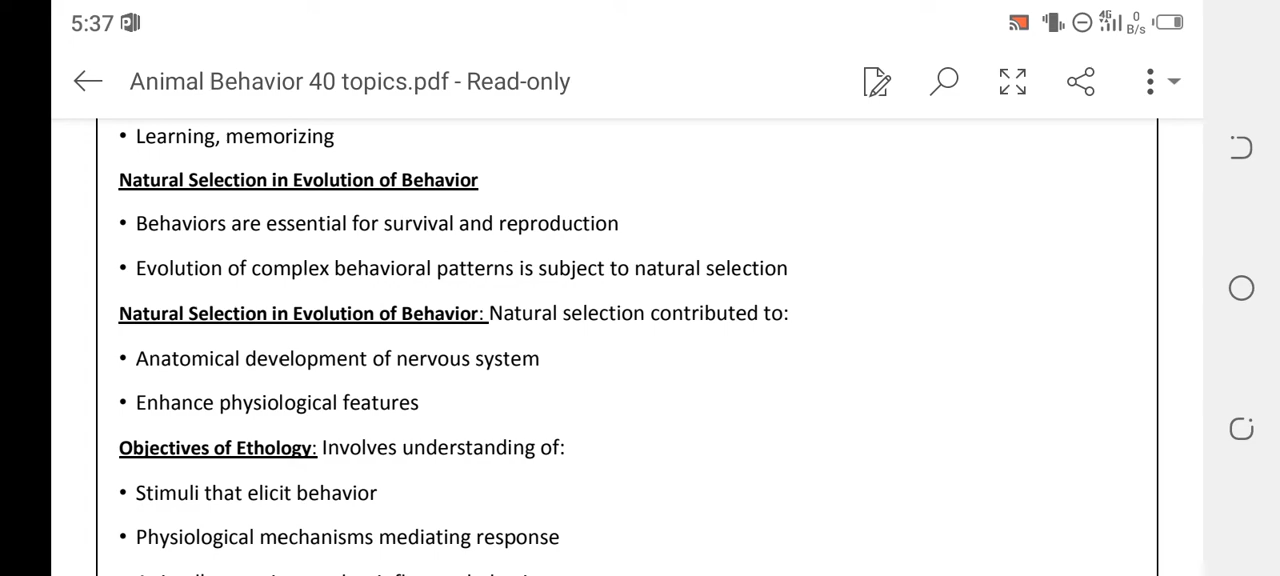 5:37
4G 0 B/s
Animal Behavior 40 topics.pdf - Read-only
• Learning, memorizing
Natural Selection in Evolution of Behavior
• Behaviors are essential for survival and reproduction
• Evolution of complex behavioral patterns is subject to natural selection
Natural Selection in Evolution of Behavior: Natural selection contributed to:
• Anatomical development of nervous system
• Enhance physiological features
Objectives of Ethology: Involves understanding of:
• Stimuli that elicit behavior
• Physiological mechanisms mediating response